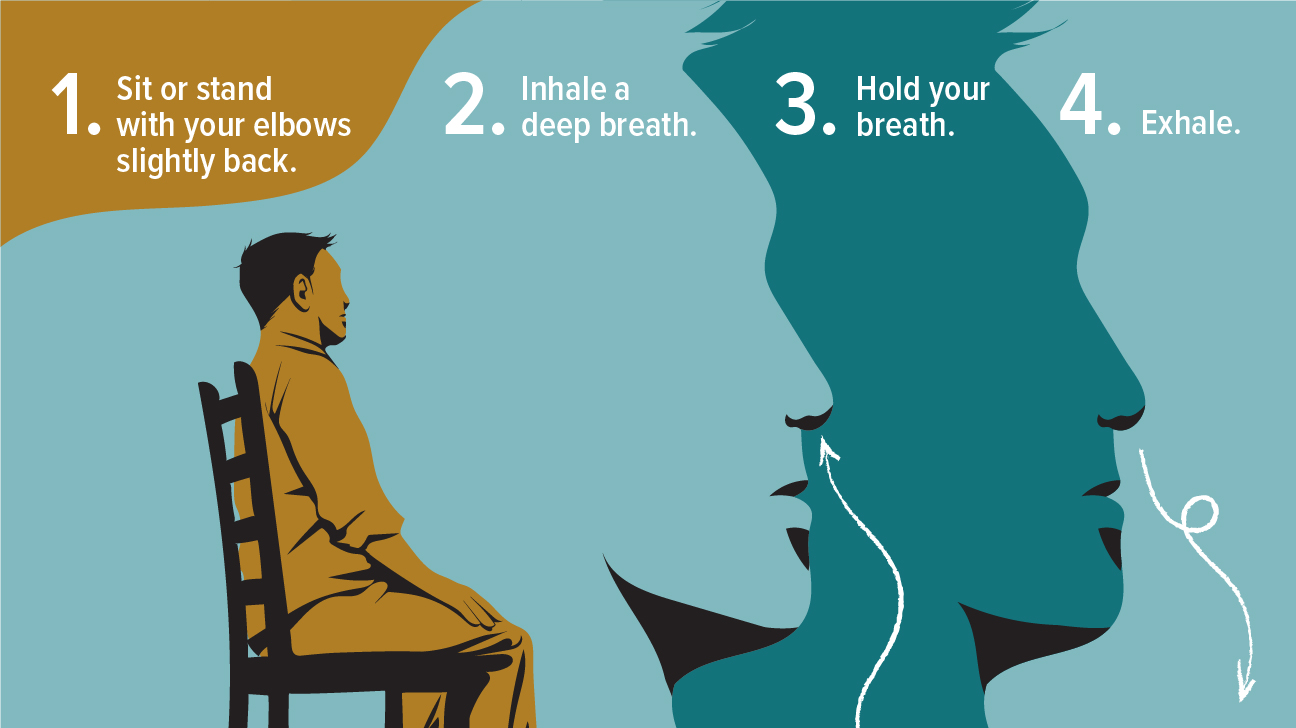 1. Sit or stand
with your elbows
slightly back.
2. Inhale a
deep breath.
3. Hold your
breath.
4. Exhale.